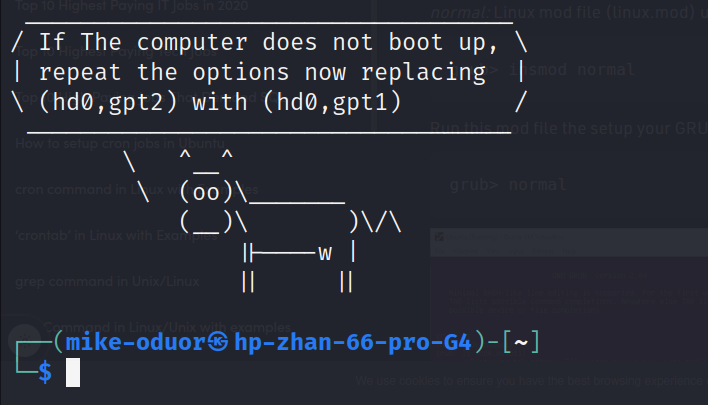 Top 10 Highest Paying IT Jobs in 2020
normal: Linux mod file (linux.mod)
/ If The computer does not boot up, \
| repeat the options now replacing |
\ (hd0,gpt2) with (hd0,gpt1) /
normal
Run this mod file the setup your GRU
How to setup cron jobs in Ubuntu
\ ^__^
\ (oo)\_______
(__)\ )\/\
||----w |
|| ||
grub> normal
cron command in Linux with
'crontab' in Linux with Examples
grep command in Unix/Linux
Command in Linux/Unix with examples
┌──(mike-oduor㉿hp-zhan-66-pro-G4)-[~]
└─$
We use cookies to ensure you have the best browsing experience